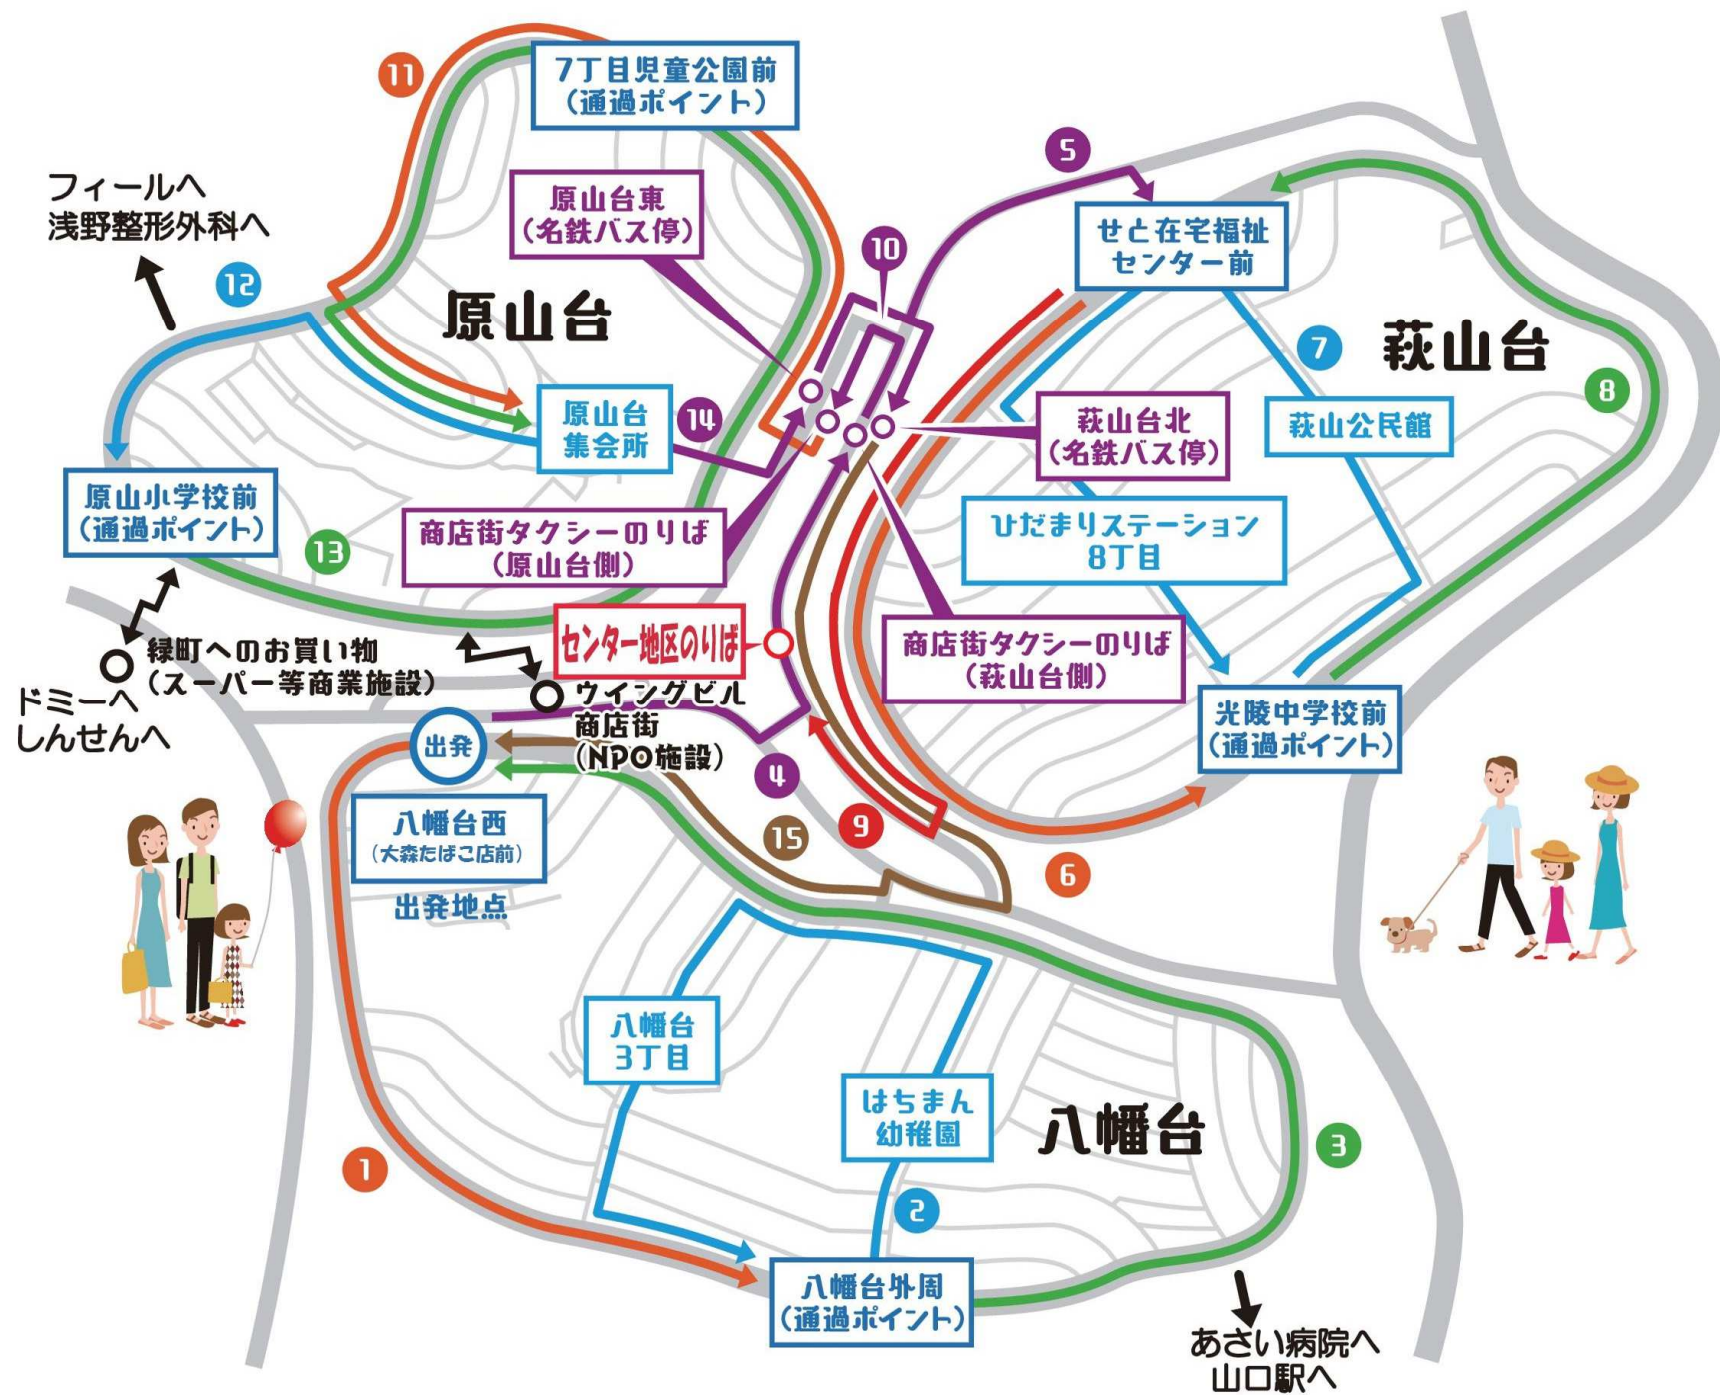 11
7丁目児童公園前
(通過ポイント)
5
フィールへ
浅野整形外科へ
原山台東
(名鉄バス停)
10
せと在宅福祉
センター前
12
原山台
7
萩山台
8
原山台
集会所
14
萩山台北
(名鉄バス停)
萩山公民館
原山小学校前
(通過ポイント)
13
商店街タクシーのりば
(原山台側)
ひだまりステーション
8丁目
センター地区のりば
商店街タクシーのりば
(萩山台側)
緑町へのお買い物
(スーパー等商業施設)
ドミーへ
しんせんへ
ウイングビル
商店街
(NPO施設)
光陵中学校前
(通過ポイント)
出発
4
八幡台西
(大森たばこ店前)
出発地点
15
9
6
八幡台
3丁目
はちまん
幼稚園
八幡台
3
1
2
八幡台外周
(通過ポイント)
あさい病院へ
山口駅へ